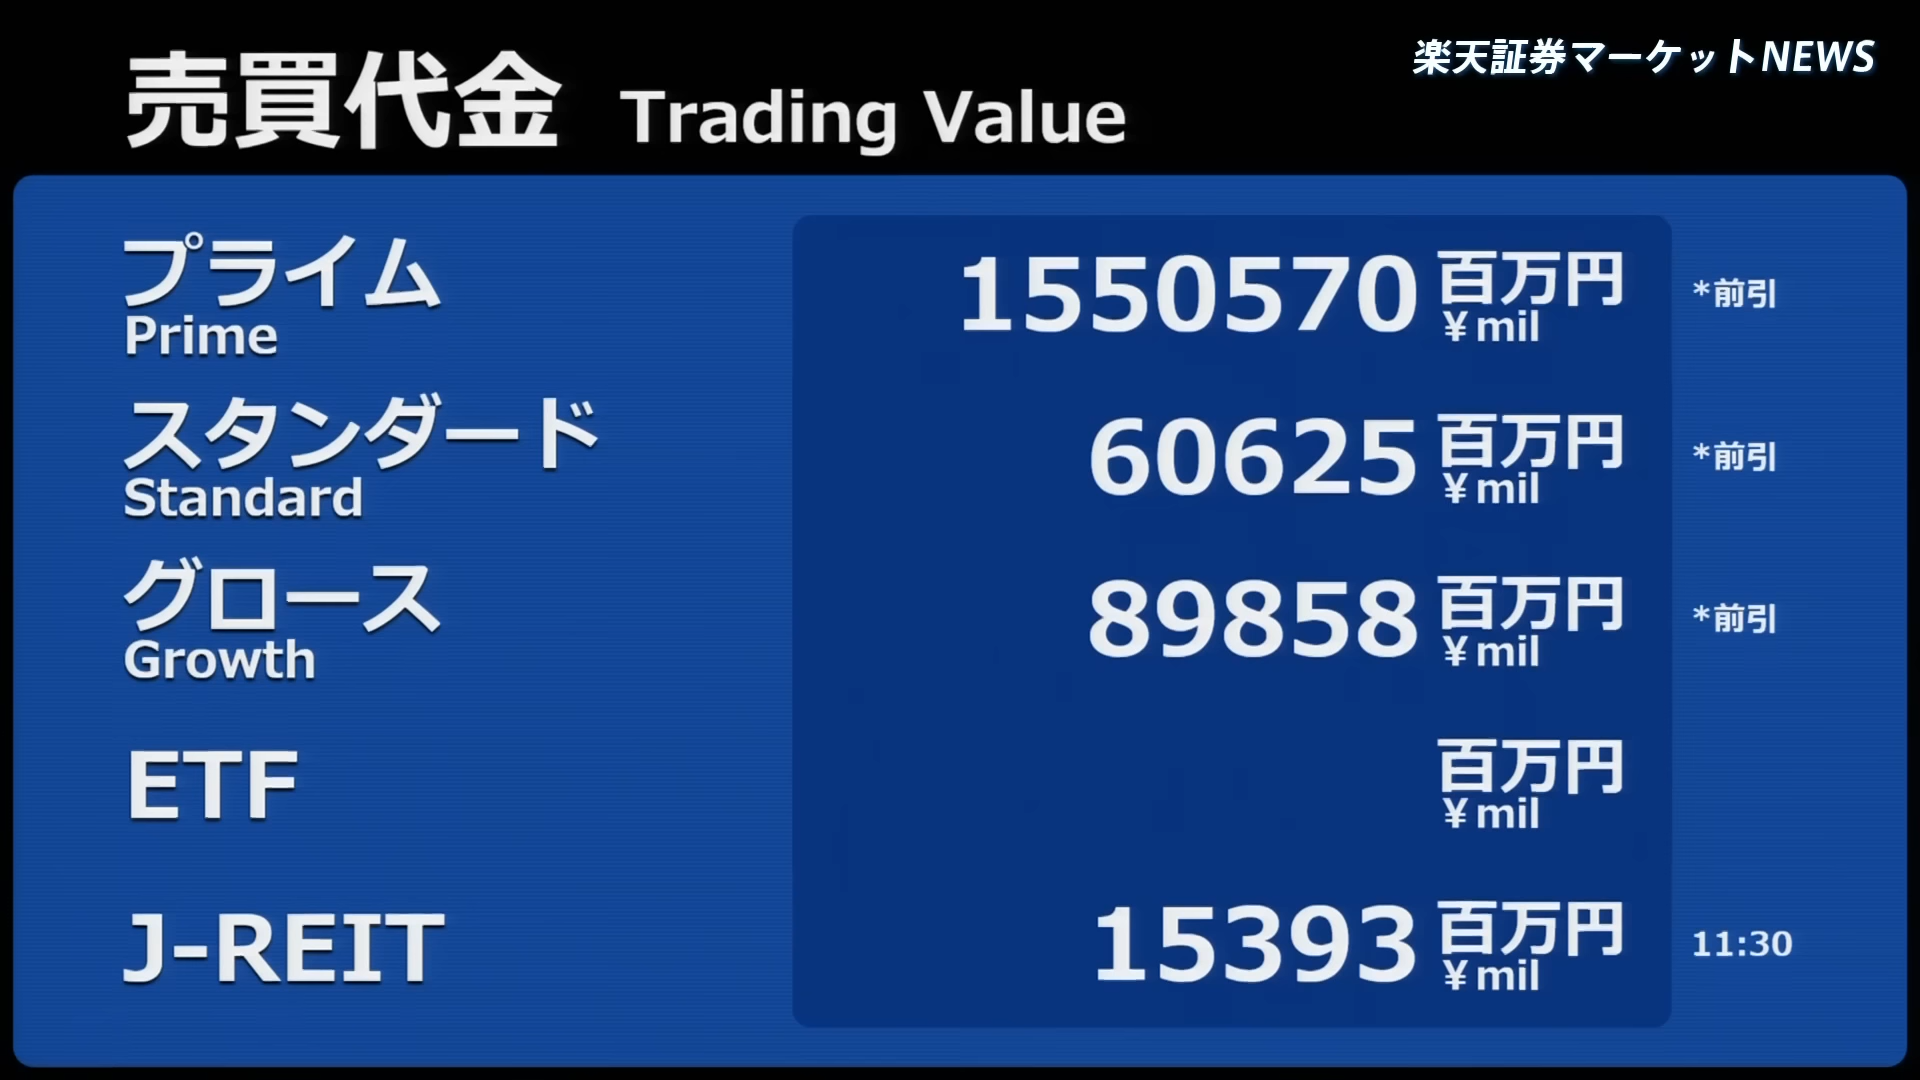 楽天証券マーケットNEWS
売買代金 Trading Value
プライム 1550570 百万円 *前引
Prime ¥mil
スタンダード 60625 百万円 *前引
Standard ¥mil
グロース 89858 百万円 *前引
Growth ¥mil
ETF 百万円
¥mil
J-REIT 15393 百万円 11:30
¥mil